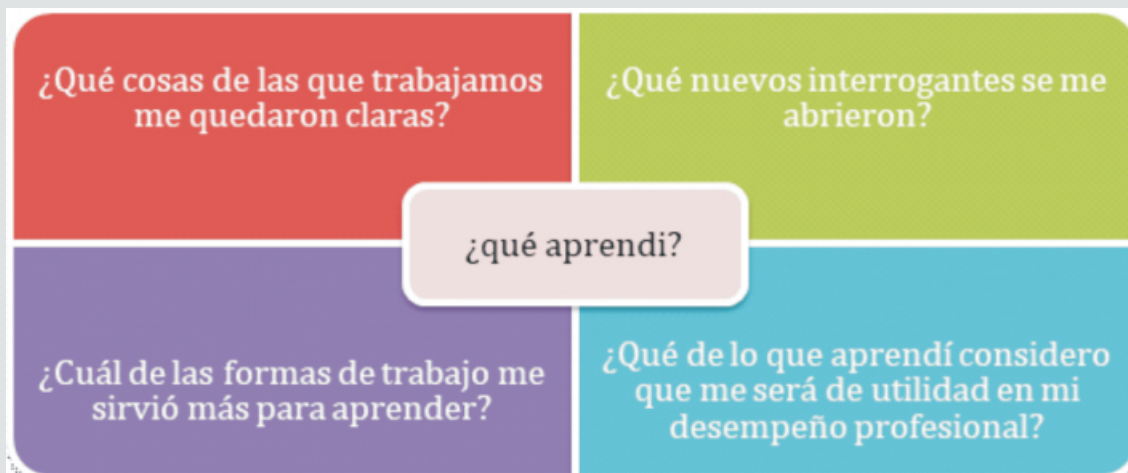 ¿Qué cosas de las que trabajamos
me quedaron claras?
¿Qué nuevos interrogantes se me
abrieron?
¿qué aprendi?
¿Cuál de las formas de trabajo me
sirvió más para aprender?
¿Qué de lo que aprendí considero
que me será de utilidad en mi
desempeño profesional?